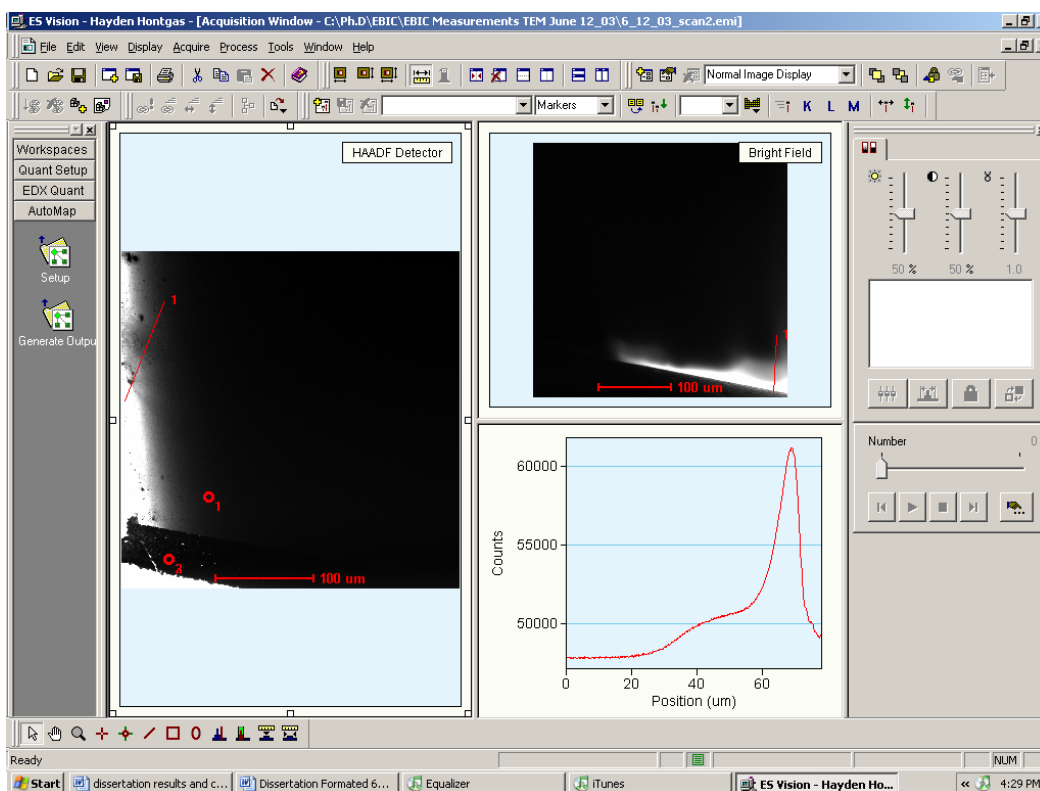 ES Vision - Hayden Hontgas - [Acquisition Window - C:\Ph.D\EBIC\EBIC Measurements TEM June 12_03\6_12_03_scan2.emi]
File Edit View Display Acquire Process Tools Window Help
Normal Image Display
Markers
K L M
Workspaces
Quant Setup
EDX Quant
AutoMap
Setup
Generate Outpu
HAADF Detector
1
1
100 um
Bright Field
100 um
60000
55000
50000
Counts
0 20 40 60
Position (um)
50 % 50 % 1.0
Number 0
Ready
NUM
Start dissertation results and c... Dissertation Formated 6... Equalizer iTunes ES Vision - Hayden Ho... « 4:29 PM